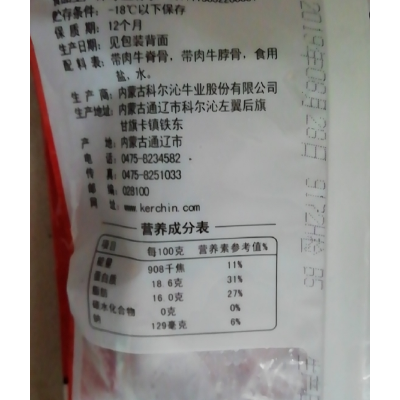 贮存条件：-18℃以下保存
保 质 期：12个月
生产日期：见包装背面
配 料 表：带肉牛脊骨，带肉牛脖骨，食用
盐，水。
生 产 商：内蒙古科尔沁牛业股份有限公司
生产地址：内蒙古通辽市科尔沁左翼后旗
甘旗卡镇铁东
产 地：内蒙古通辽市
电 话：0475-8234582
传 真：0475-8251033
邮 编：028100
网 址：www.kerchin.com
营养成分表
项目 每100克 营养素参考值%
能量 908千焦 11%
蛋白质 18.6克 31%
脂肪 16.0克 27%
碳水化合物 0克 0%
钠 129毫克 6%
2019年08月28日